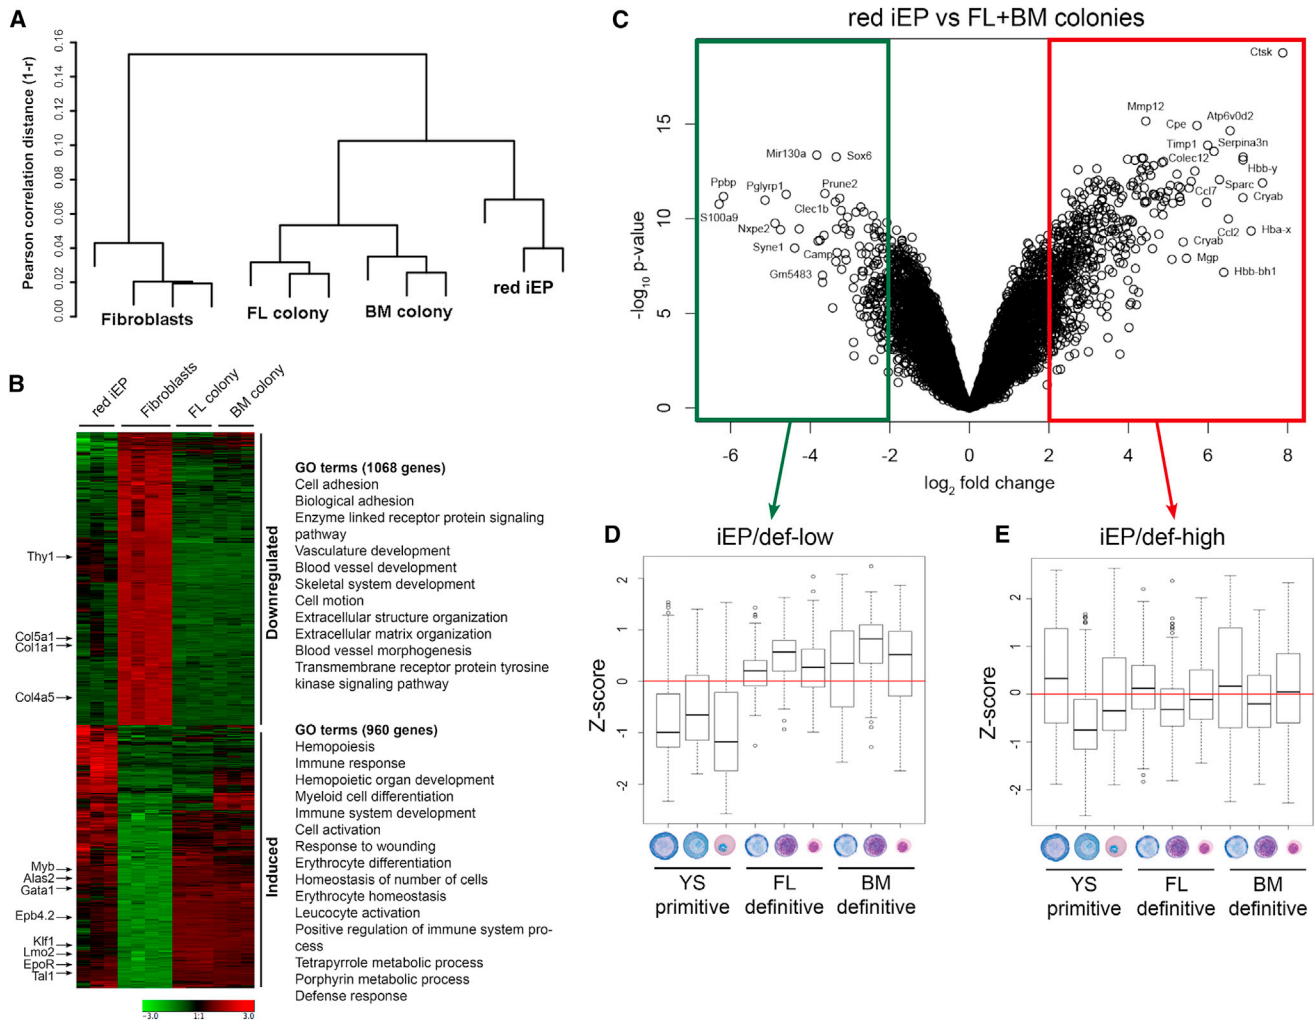 A
Pearson correlation distance (1-r)
0.00 0.02 0.04 0.06 0.08 0.10 0.12 0.14 0.16
Fibroblasts
FL colony
BM colony
red iEP
B
red iEP
Fibroblasts
FL colony
BM colony
Thy1
Col5a1
Col1a1
Col4a5
Myb
Alas2
Gata1
Epb4.2
Klf1
Lmo2
EpoR
Tal1
Downregulated
Induced
GO terms (1068 genes)
Cell adhesion
Biological adhesion
Enzyme linked receptor protein signaling
pathway
Vasculature development
Blood vessel development
Skeletal system development
Cell motion
Extracellular structure organization
Extracellular matrix organization
Blood vessel morphogenesis
Transmembrane receptor protein tyrosine
kinase signaling pathway
GO terms (960 genes)
Hemopoiesis
Immune response
Hemopoietic organ development
Myeloid cell differentiation
Immune system development
Cell activation
Response to wounding
Erythrocyte differentiation
Homeostasis of number of cells
Erythrocyte homeostasis
Leucocyte activation
Positive regulation of immune system pro-
cess
Tetrapyrrole metabolic process
Porphyrin metabolic process
Defense response
-3.0 1:1 3.0
C
red iEP vs FL+BM colonies
-log10 p-value
0 5 10 15
Ctsk
Mmp12
Cpe
Atp6v0d2
Timp1
Serpina3n
Colec12
Hbb-y
Sparc
Ccl7
Cryab
Ccl2
Hba-x
Cryab
Mgp
Hbb-bh1
Mir130a
Sox6
Ppbp
Pglyrp1
Prune2
S100a9
Clec1b
Nxpe2
Syne1
Camp
Gm5483
-6 -4 -2 0 2 4 6 8
log2 fold change
D
iEP/def-low
Z-score
-2 -1 0 1 2
YS
primitive
FL
definitive
BM
definitive
E
iEP/def-high
Z-score
-2 -1 0 1 2
YS
primitive
FL
definitive
BM
definitive